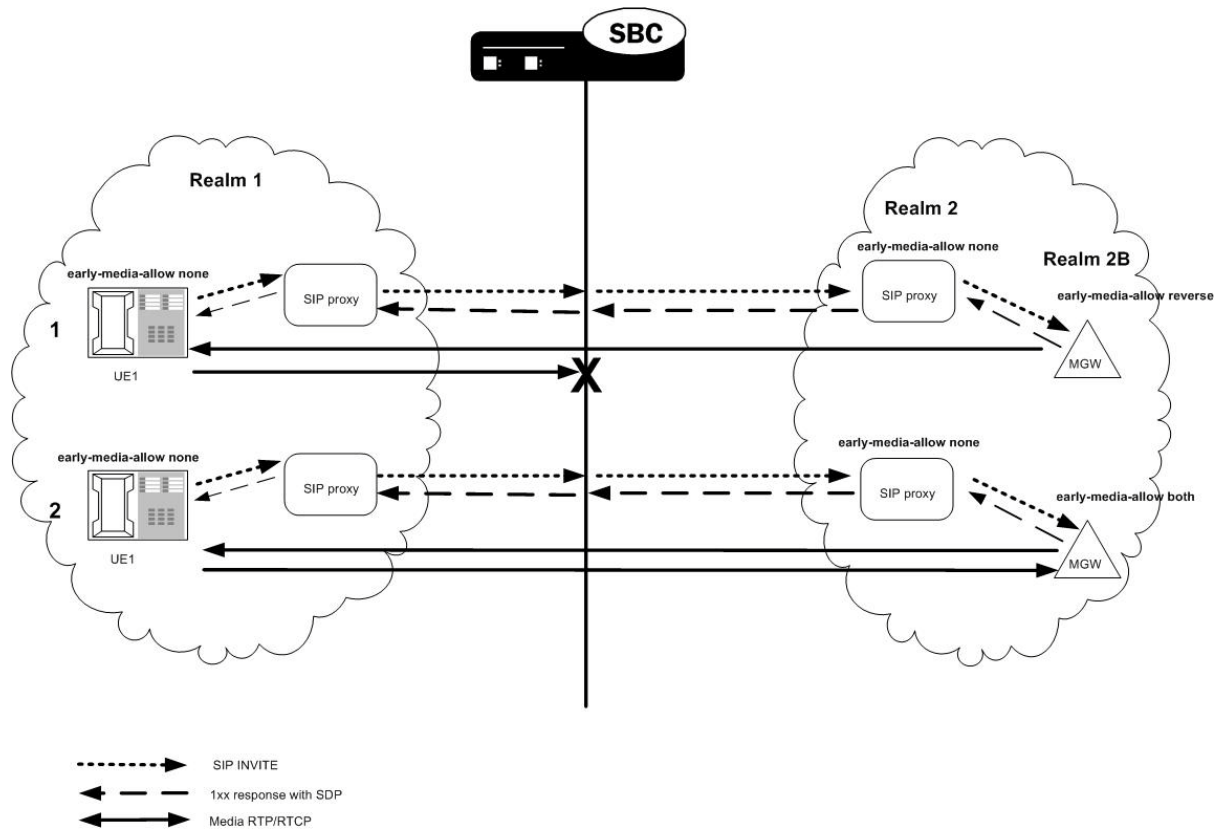 SBC
Realm 1
Realm 2
early-media-allow none
Realm 2B
early-media-allow none
early-media-allow reverse
SIP proxy
SIP proxy
1
UE1
X
MGW
early-media-allow none
early-media-allow none
SIP proxy
SIP proxy
early-media-allow both
2
UE1
MGW
SIP INVITE
1xx response with SDP
Media RTP/RTCP